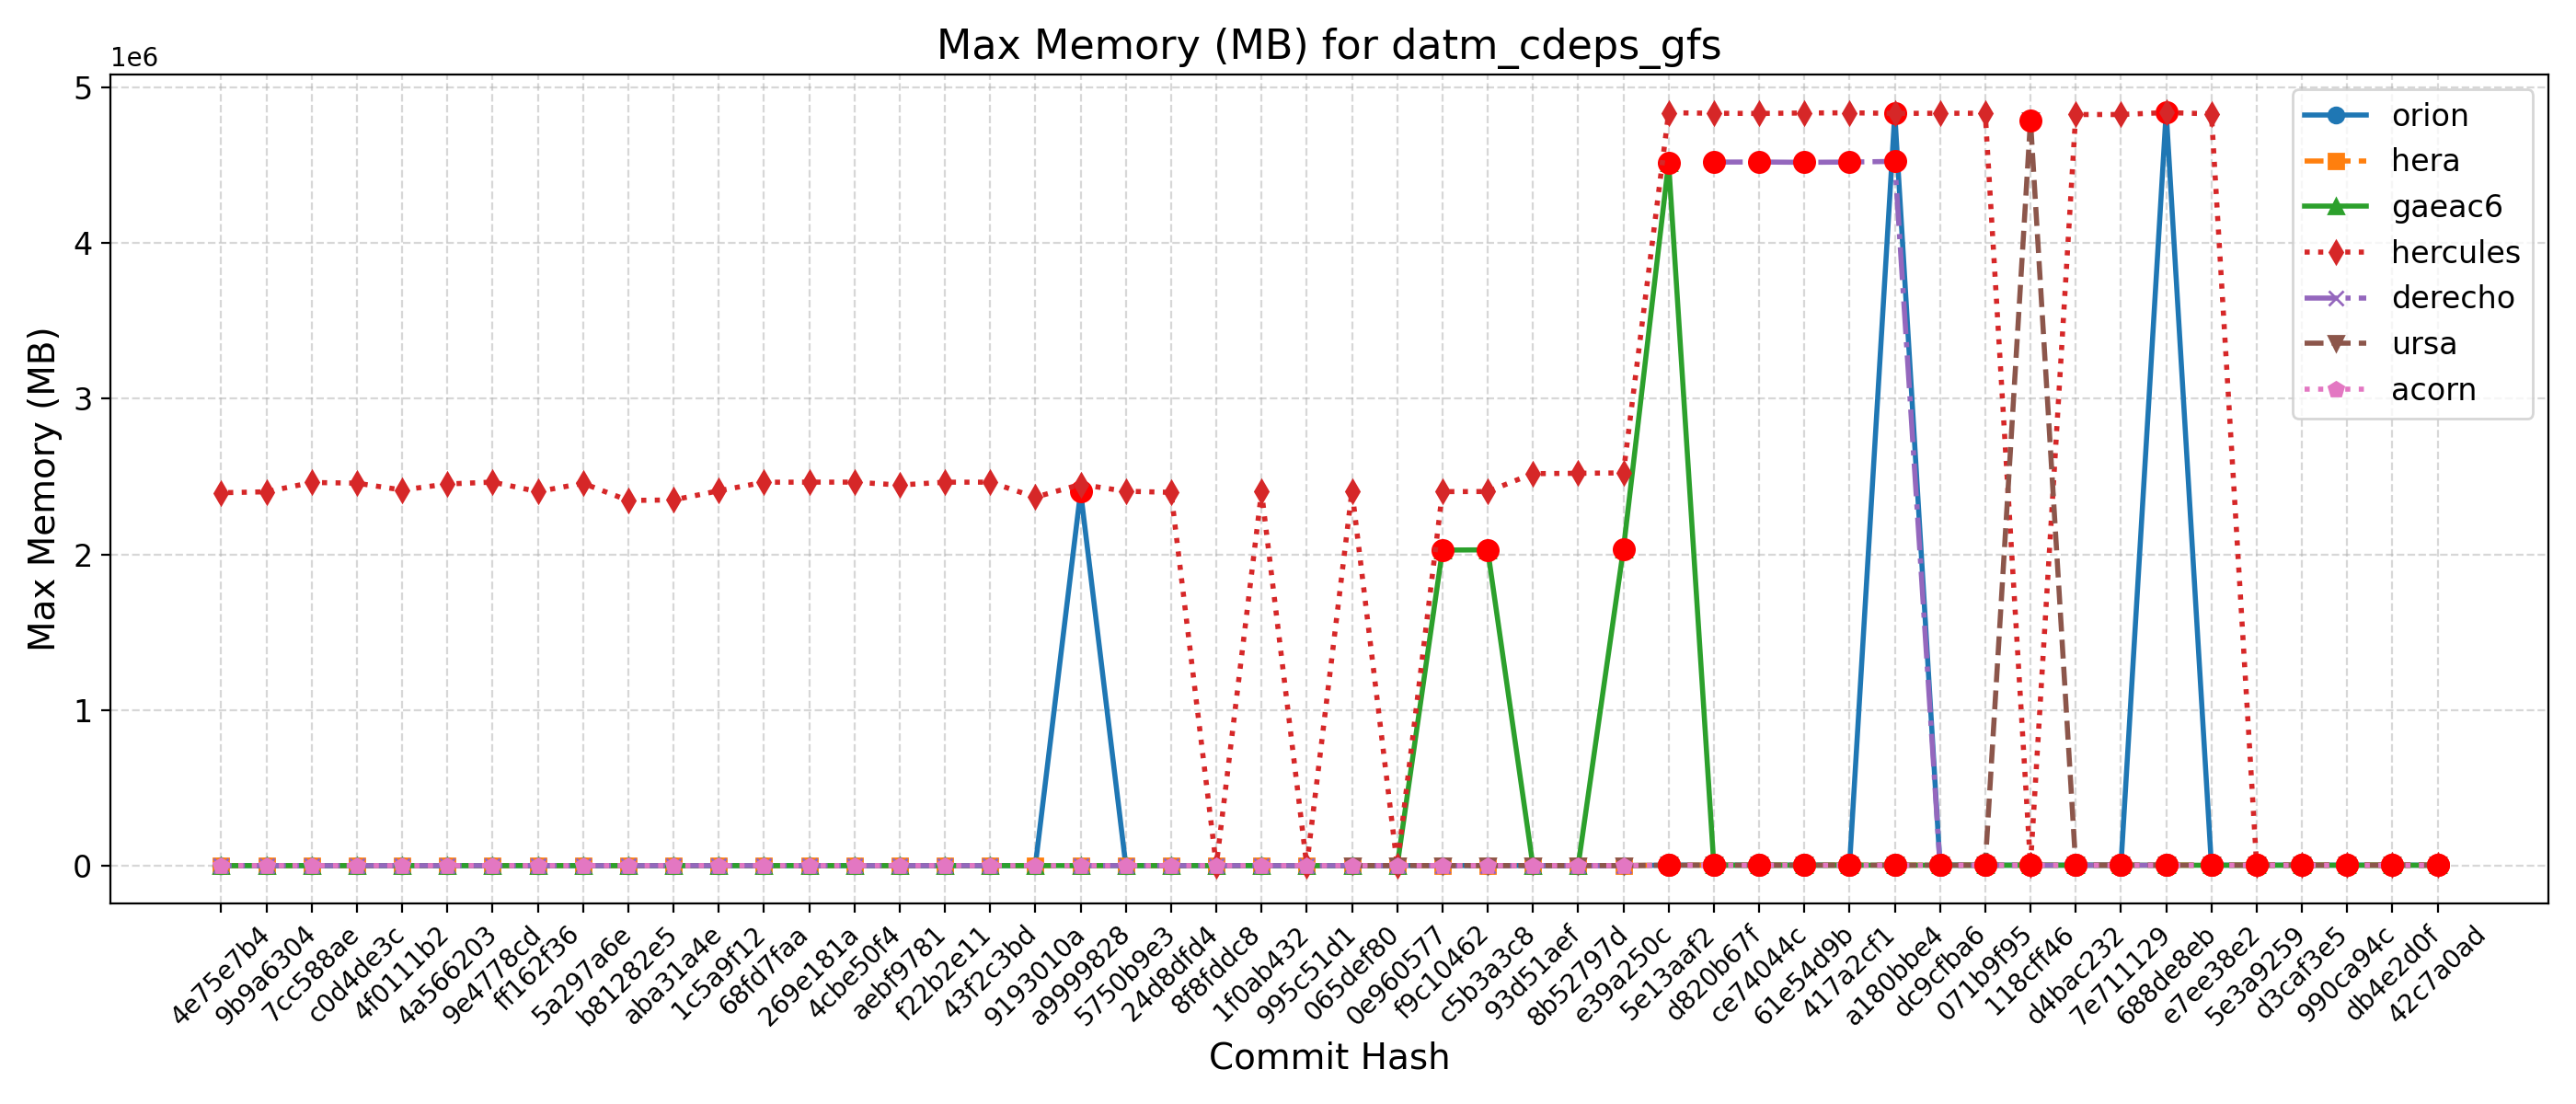 Max Memory (MB) for datm_cdeps_gfs
1e6
5
4
3
2
1
0
Max Memory (MB)
orion
hera
gaeac6
hercules
derecho
ursa
acorn
4e75e7b4
9b9a6304
7cc588ae
c0d4de3c
4f0111b2
4a566203
9e4778cd
ff162f36
5a297a6e
b81282e5
aba31a4e
1c5a9f12
68fd7faa
269e181a
4cbe50f4
aebf9781
f22b2e11
43f2c3bd
9193010a
a9999828
5750b9e3
24d8dfd4
8f8fddc8
1f0ab432
995c51d1
065def80
0e960577
f9c10462
c5b3a3c8
93d51aef
8b52797d
e39a250c
5e13aaf2
d820b67f
ce74044c
61e54d9b
417a2cf1
a180bbe4
dc9cfba6
071b9f95
118cff46
d4bac232
7e711129
688de8eb
e7ee38e2
5e3a9259
d3caf3e5
990ca94c
db4e2d0f
42c7a0ad
Commit Hash